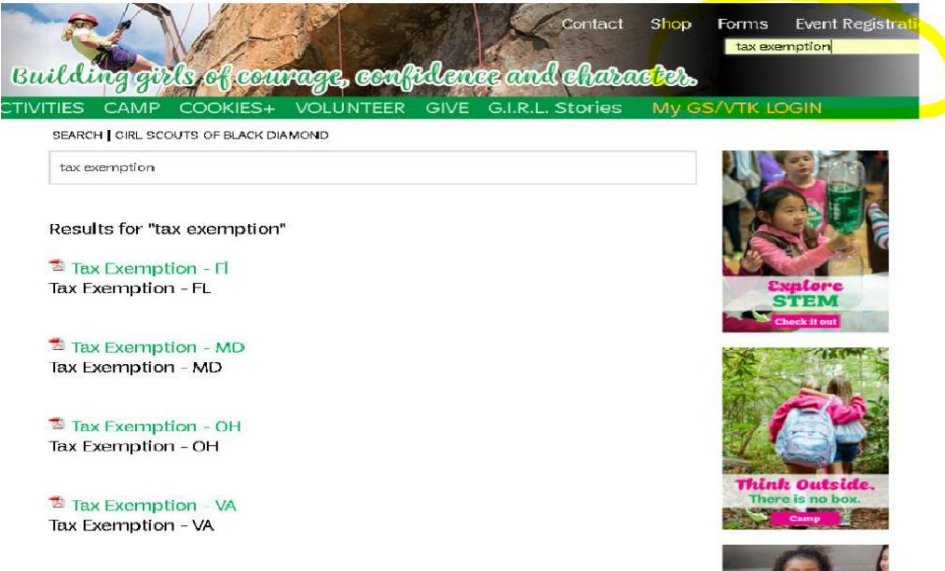 Contact Shop Forms Event Registrati
tax exemption
Building girls of courage, confidence and character.
CTIVITIES CAMP COOKIES+ VOLUNTEER GIVE G.I.R.L. Stories My GS/VTK LOGIN
SEARCH | GIRL SCOUTS OF BLACK DIAMOND
tax exemption
Results for "tax exemption"
Tax Exemption - Fl
Tax Exemption - FL
Tax Exemption - MD
Tax Exemption - MD
Tax Exemption - OH
Tax Exemption - OH
Tax Exemption - VA
Tax Exemption - VA
Explore
STEM
Check it out
Think Outside.
There is no box.
Camp